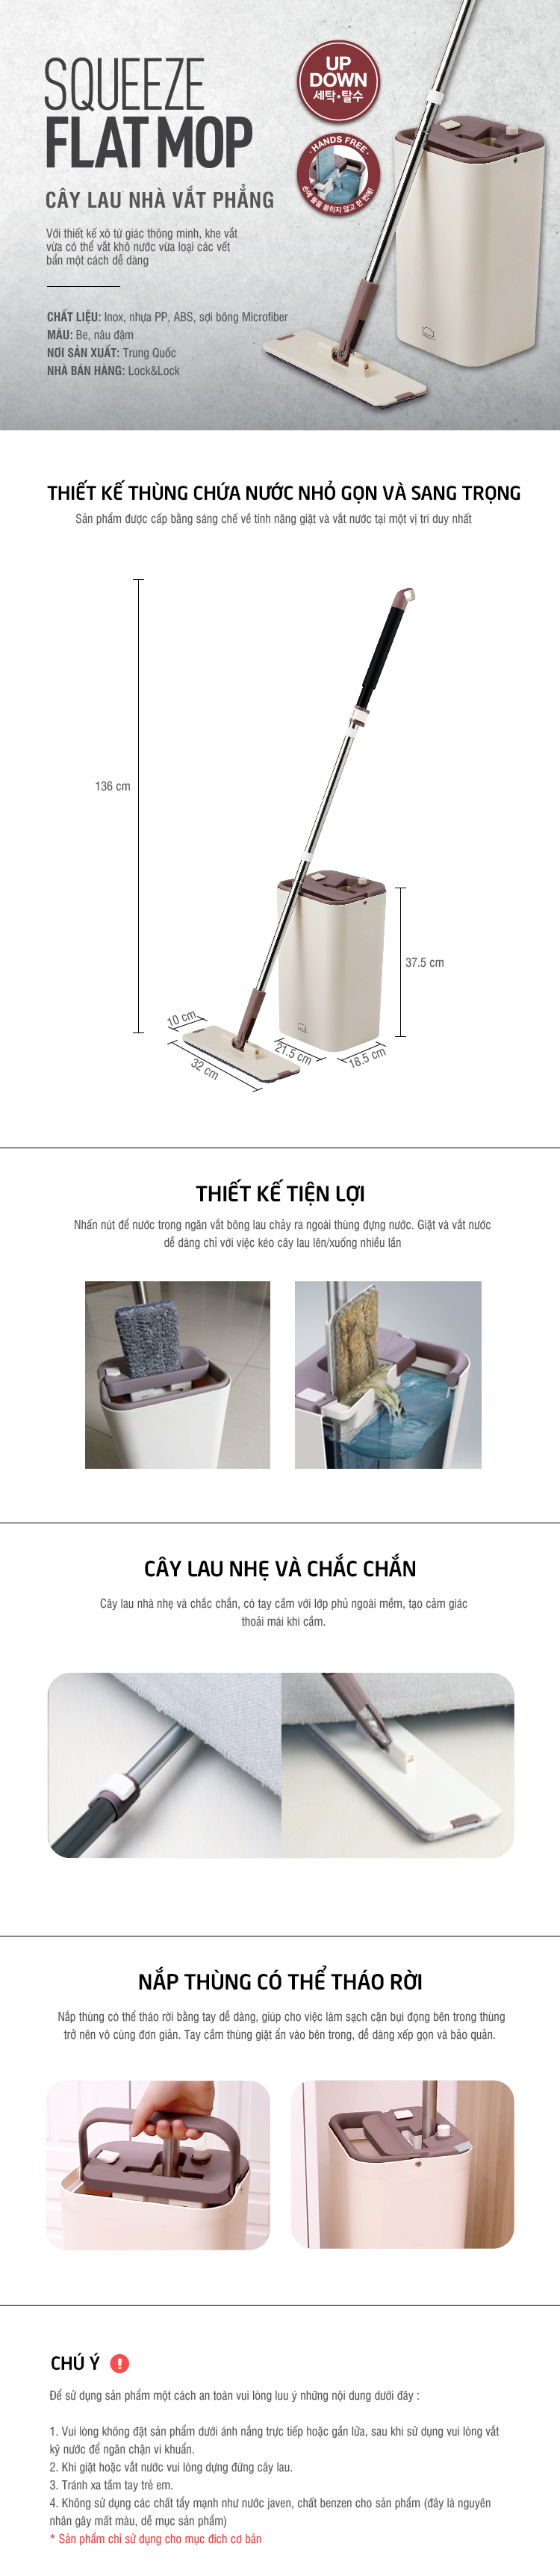 SQUEEZE
FLAT MOP
CÂY LAU NHÀ VẮT PHẲNG
Với thiết kế xô tứ giác thông minh, khe vắt
vừa có thể vắt khô nước vừa loại các vết
bẩn một cách dễ dàng
CHẤT LIỆU: Inox, nhựa PP, ABS, sợi bông Microfiber
MÀU: Be, nâu đậm
NƠI SẢN XUẤT: Trung Quốc
NHÀ BÁN HÀNG: Lock&Lock
UP
DOWN
세탁·탈수
· HANDS FREE ·
손에 물을 묻히지 않고 한 번에!
THIẾT KẾ THÙNG CHỨA NƯỚC NHỎ GỌN VÀ SANG TRỌNG
Sản phẩm được cấp bằng sáng chế về tính năng giặt và vắt nước tại một vị trí duy nhất
136 cm
37.5 cm
10 cm
32 cm
21.5 cm
18.5 cm
THIẾT KẾ TIỆN LỢI
Nhấn nút để nước trong ngăn vắt bông lau chảy ra ngoài thùng đựng nước. Giặt và vắt nước
dễ dàng chỉ với việc kéo cây lau lên/xuống nhiều lần
CÂY LAU NHẸ VÀ CHẮC CHẮN
Cây lau nhà nhẹ và chắc chắn, có tay cầm với lớp phủ ngoài mềm, tạo cảm giác
thoải mái khi cầm.
NẮP THÙNG CÓ THỂ THÁO RỜI
Nắp thùng có thể tháo rời bằng tay dễ dàng, giúp cho việc làm sạch cặn bụi đọng bên trong thùng
trở nên vô cùng đơn giản. Tay cầm thùng giặt ẩn vào bên trong, dễ dàng xếp gọn và bảo quản.
CHÚ Ý !
Để sử dụng sản phẩm một cách an toàn vui lòng lưu ý những nội dung dưới đây :
1. Vui lòng không đặt sản phẩm dưới ánh nắng trực tiếp hoặc gần lửa, sau khi sử dụng vui lòng vắt
kỹ nước để ngăn chặn vi khuẩn.
2. Khi giặt hoặc vắt nước vui lòng dựng đứng cây lau.
3. Tránh xa tầm tay trẻ em.
4. Không sử dụng các chất tẩy mạnh như nước javen, chất benzen cho sản phẩm (đây là nguyên
nhân gây mất màu, dễ mục sản phẩm)
* Sản phẩm chỉ sử dụng cho mục đích cơ bản